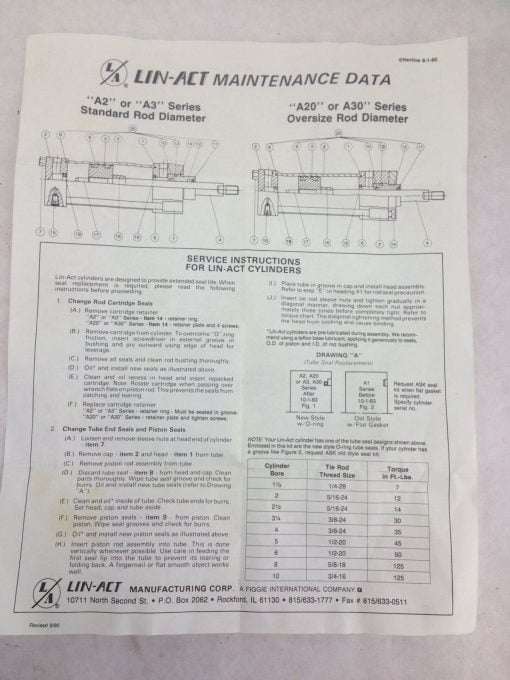 Effective 8-1-90
L/A LIN-ACT MAINTENANCE DATA
"A2" or "A3" Series
Standard Rod Diameter
"A20" or A30" Series
Oversize Rod Diameter
SERVICE INSTRUCTIONS
FOR LIN-ACT CYLINDERS
Lin-Act cylinders are designed to provide extended seal life. When
seal replacement is required, please read the following
instructions before proceeding.
1. Change Rod Cartridge Seals
(A.) Remove cartridge retainer
"A2" or "A3" Series - Item 14 - retainer ring.
"A20" or "A30" Series - Item 14 - retainer plate and 4 screws.
(B.) Remove cartridge from cylinder. To overcome "O" ring
friction, insert screwdriver in external groove in
bushing and pry outward using edge of head for
leverage.
(C.) Remove all seals and clean rod bushing thoroughly.
(D.) Oil* and install new seals as illustrated above.
(E.) Clean and oil recess in head and insert repacked
cartridge. Note: Rotate cartridge when passing over
wrench flats on piston rod. This prevents the seals from
catching and tearing.
(F.) Replace cartridge retainer
"A2" or "A3" Series - retainer ring - Must be seated in groove.
"A20" or "A30" Series - retainer plate and tighten screws.
2. Change Tube End Seals and Piston Seals
(A.) Loosen and remove sleeve nuts at head end of cylinder
- item 7.
(B.) Remove cap - item 2 and head - item 1 from tube.
(C.) Remove piston rod assembly from tube.
(D.) Discard tube seal - item 8 - from head and cap. Clean
parts thoroughly. Wipe tube seal groove and check for
burrs. Oil and install new tube seals (refer to Drawing
"A").
(E.) Clean and oil* inside of tube. Check tube ends for burrs.
Set head, cap and tube aside.
(F.) Remove piston seals - item 9 - from piston. Clean
piston. Wipe seal grooves and check for burrs.
(G.) Oil* and install new piston seals as illustrated above.
(H.) Insert piston rod assembly into tube. This is done
vertically whenever possible. Use care in feeding the
first seal lip into the tube to prevent its tearing or
folding back. A fingernail or small smooth object works
well.
(I.) Place tube in groove in cap and install head assembly.
Refer to step "E" in heading #1 for rod seal precaution.
(J.) Insert tie rod sleeve nuts and tighten gradually in a
diagonal manner, drawing down each nut approxi-
mately three times before completely tight. Refer to
torque chart. The diagonal tightening method prevents
the head from cocking and cause binding.
*Lin-Act cylinders are pre-lubricated during assembly. We recom-
mend using a teflon base lubricant; applying it generously to seals,
O.D. of piston and I.D. of rod bushing.
DRAWING "A"
(Tube Seal Replacement)
A2, A20
or A3, A30
Series
After
10-1-83
Fig. 1
A1
Series
Before
10-1-83
Fig. 2
Request ASK seal
kit when flat gasket
is required
Specify cylinder
serial no.
New Style
w/O-ring
Old Style
w/Flat Gasket
NOTE: Your Lin-Act cylinder has one of the tube seal designs shown above.
Enclosed in this kit are the new style O-ring tube seals. If your cylinder has
a groove like Figure 2, request ASK old style seal kit.
Cylinder Bore Tie Rod Thread Size Torque in Ft.-Lbs.
1½ 1/4-28 7
2 5/16-24 12
2½ 5/16-24 14
3¼ 3/8-24 30
4 3/8-24 35
5 1/2-20 45
6 1/2-20 50
8 5/8-18 125
10 3/4-16 125
L/A LIN-ACT MANUFACTURING CORP. A FIGGIE INTERNATIONAL COMPANY
10711 North Second St. • P.O. Box 2062 • Rockford, IL 61130 • 815/633-1777 • Fax # 815/633-0511
Revised 8/90